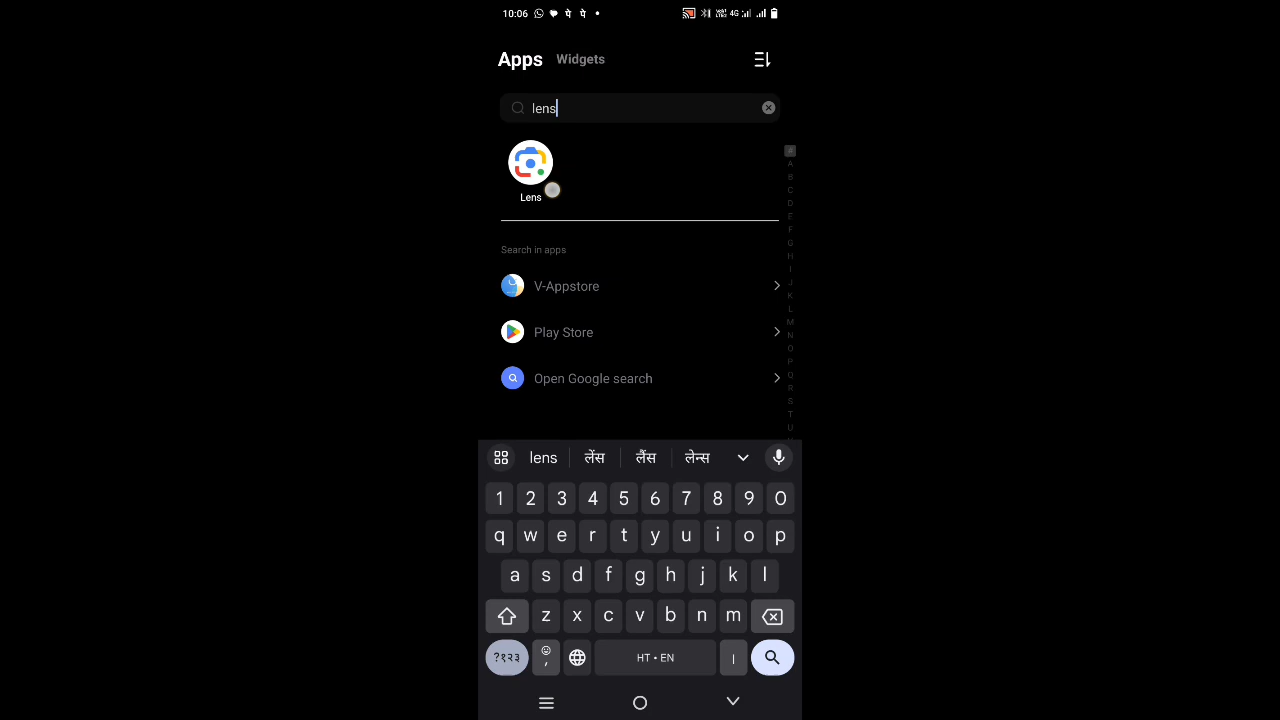 10:06 4G
Apps Widgets
lens
Lens
#
A
B
C
D
E
F
G
H
I
J
K
L
M
N
O
P
Q
R
S
T
U
Search in apps
V-Appstore
Play Store
Open Google search
lens लेंस लैंस लेन्स
1 2 3 4 5 6 7 8 9 0
q w e r t y u i o p
a s d f g h j k l
z x c v b n m
?१२३ , HT • EN ।